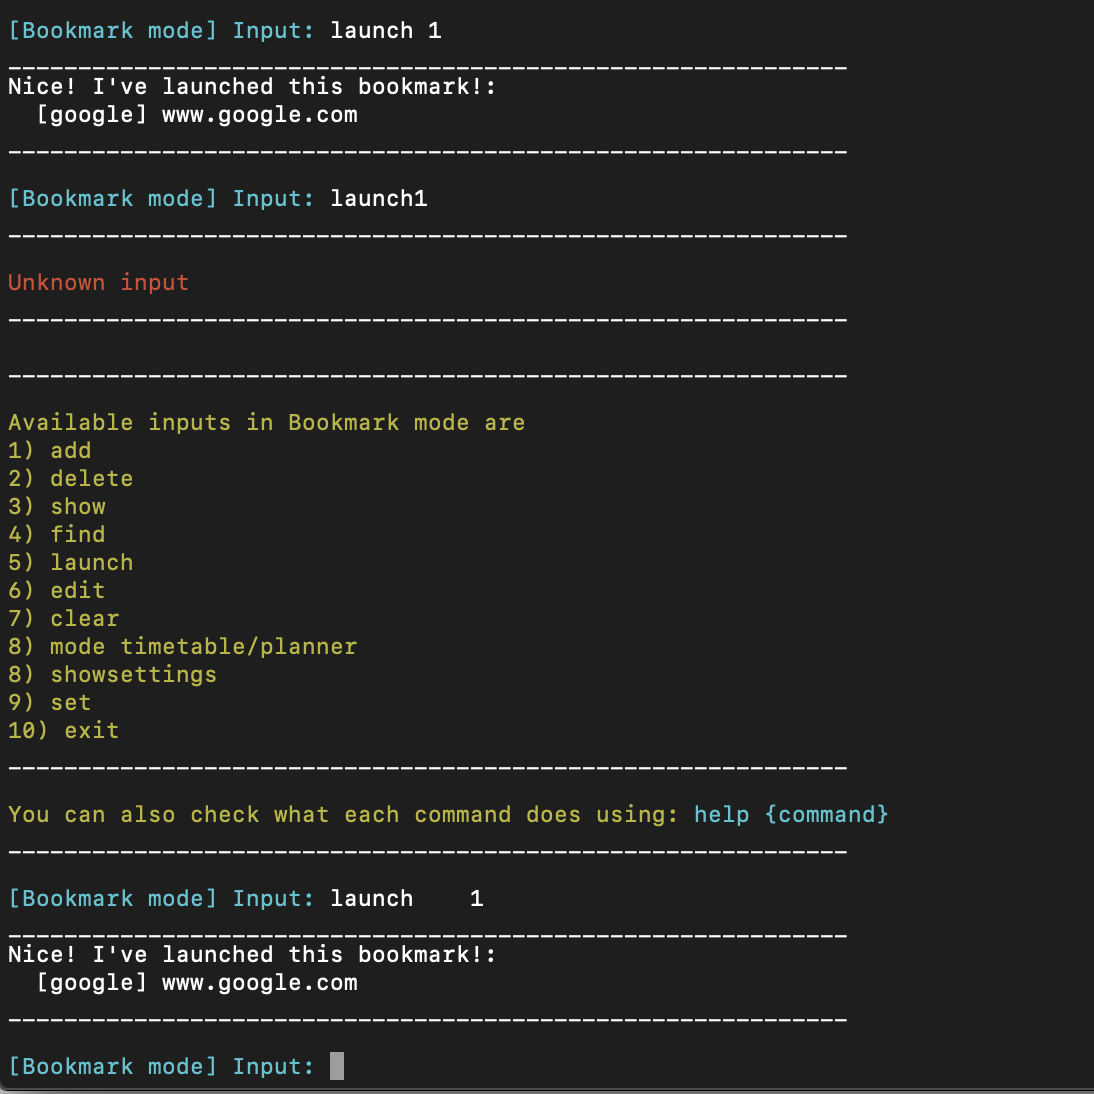 [Bookmark mode] Input: launch 1
____________________________________________________________
Nice! I've launched this bookmark!:
  [google] www.google.com
____________________________________________________________
[Bookmark mode] Input: launch1
____________________________________________________________
Unknown input
____________________________________________________________
____________________________________________________________
Available inputs in Bookmark mode are
1) add
2) delete
3) show
4) find
5) launch
6) edit
7) clear
8) mode timetable/planner
8) showsettings
9) set
10) exit
____________________________________________________________
You can also check what each command does using: help {command}
____________________________________________________________
[Bookmark mode] Input: launch    1
____________________________________________________________
Nice! I've launched this bookmark!:
  [google] www.google.com
____________________________________________________________
[Bookmark mode] Input: